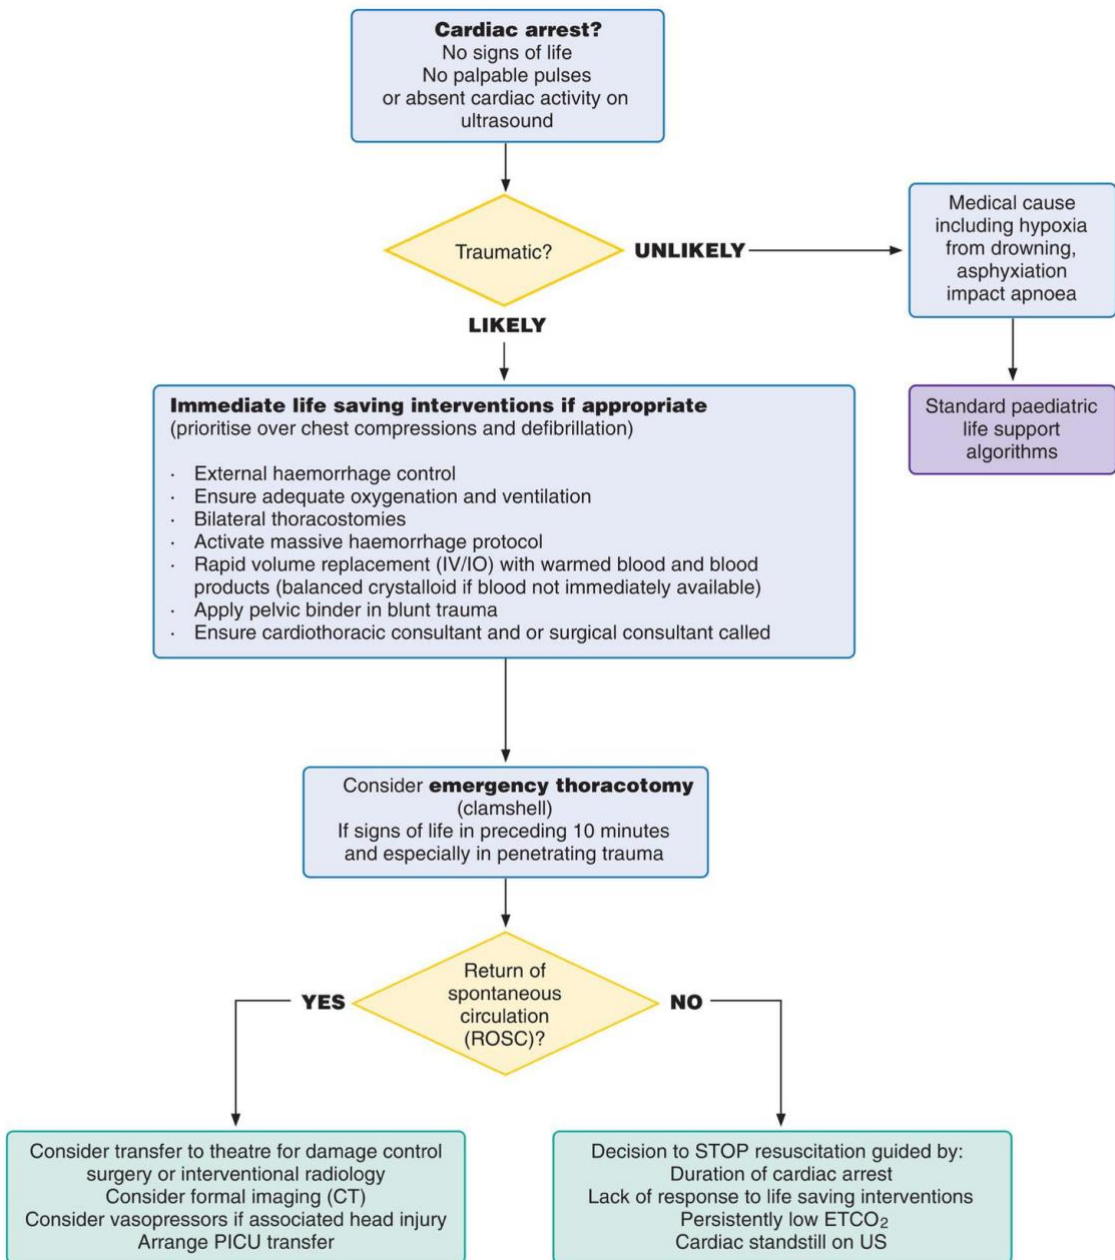 Cardiac arrest?
No signs of life
No palpable pulses
or absent cardiac activity on
ultrasound
Traumatic?
UNLIKELY
Medical cause
including hypoxia
from drowning,
asphyxiation
impact apnoea
LIKELY
Immediate life saving interventions if appropriate
(prioritise over chest compressions and defibrillation)
· External haemorrhage control
· Ensure adequate oxygenation and ventilation
· Bilateral thoracostomies
· Activate massive haemorrhage protocol
· Rapid volume replacement (IV/IO) with warmed blood and blood
products (balanced crystalloid if blood not immediately available)
· Apply pelvic binder in blunt trauma
· Ensure cardiothoracic consultant and or surgical consultant called
Standard paediatric
life support
algorithms
Consider emergency thoracotomy
(clamshell)
If signs of life in preceding 10 minutes
and especially in penetrating trauma
Return of
spontaneous
circulation
(ROSC)?
YES
NO
Consider transfer to theatre for damage control
surgery or interventional radiology
Consider formal imaging (CT)
Consider vasopressors if associated head injury
Arrange PICU transfer
Decision to STOP resuscitation guided by:
Duration of cardiac arrest
Lack of response to life saving interventions
Persistently low ETCO₂
Cardiac standstill on US